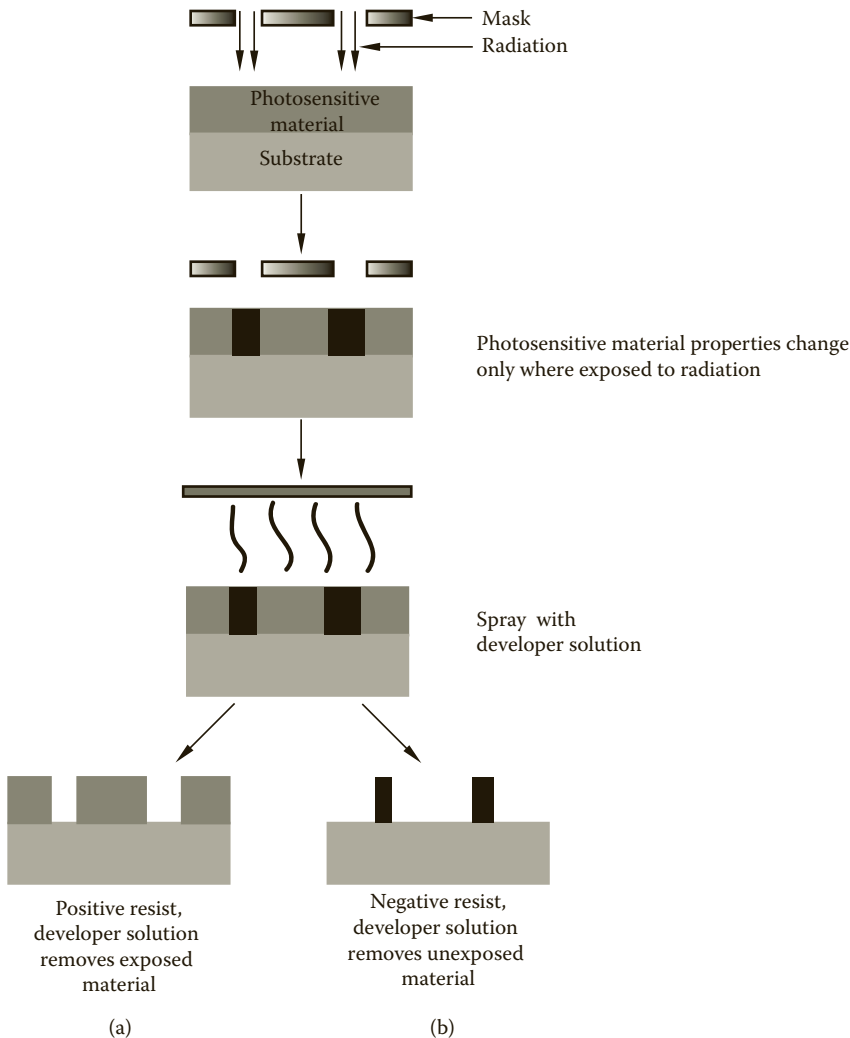 Mask
Radiation
Photosensitive
material
Substrate
Photosensitive material properties change
only where exposed to radiation
Spray with
developer solution
Positive resist,
developer solution
removes exposed
material
Negative resist,
developer solution
removes unexposed
material
(a)
(b)